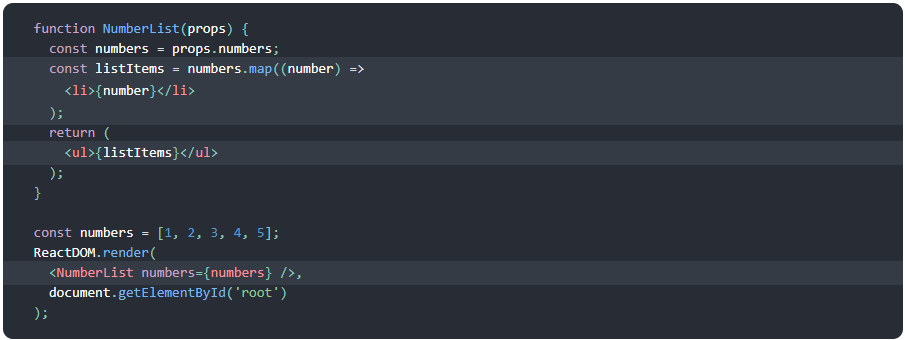 function NumberList(props) {
  const numbers = props.numbers;
  const listItems = numbers.map((number) =>
    <li>{number}</li>
  );
  return (
    <ul>{listItems}</ul>
  );
}

const numbers = [1, 2, 3, 4, 5];
ReactDOM.render(
  <NumberList numbers={numbers} />,
  document.getElementById('root')
);